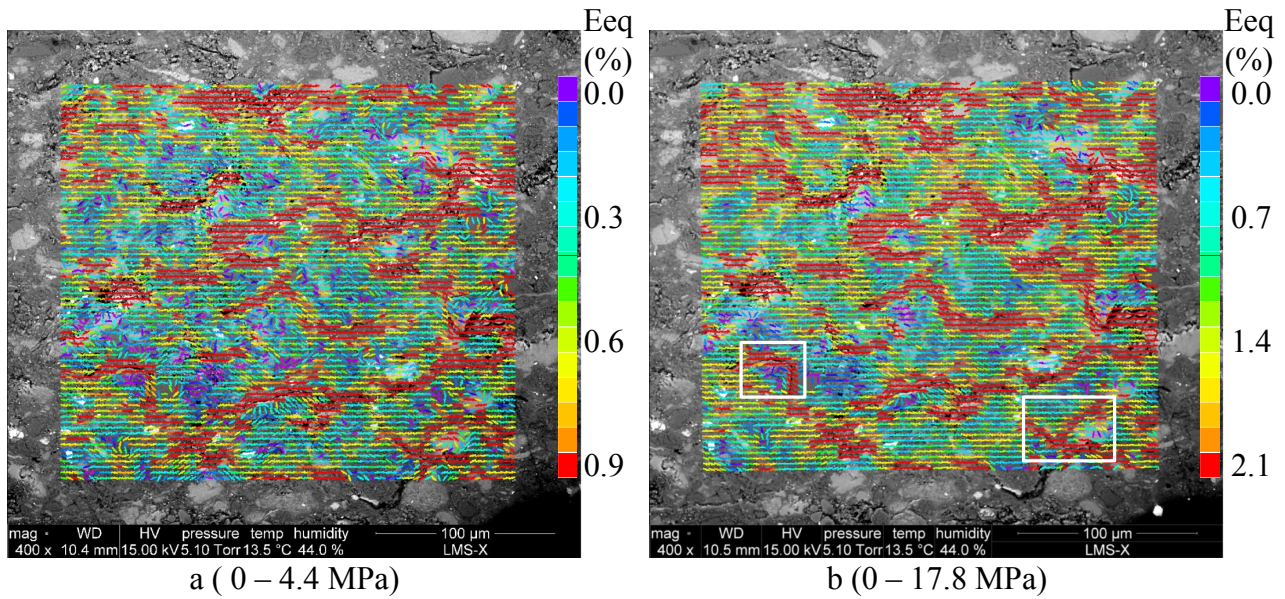 Eeq
(%)
0.0
0.3
0.6
0.9
mag WD HV pressure temp humidity 100 µm
400 x 10.4 mm 15.00 kV 5.10 Torr 13.5 °C 44.0 % LMS-X
a ( 0 – 4.4 MPa)
Eeq
(%)
0.0
0.7
1.4
2.1
mag WD HV pressure temp humidity 100 µm
400 x 10.5 mm 15.00 kV 5.10 Torr 13.5 °C 44.0 % LMS-X
b (0 – 17.8 MPa)